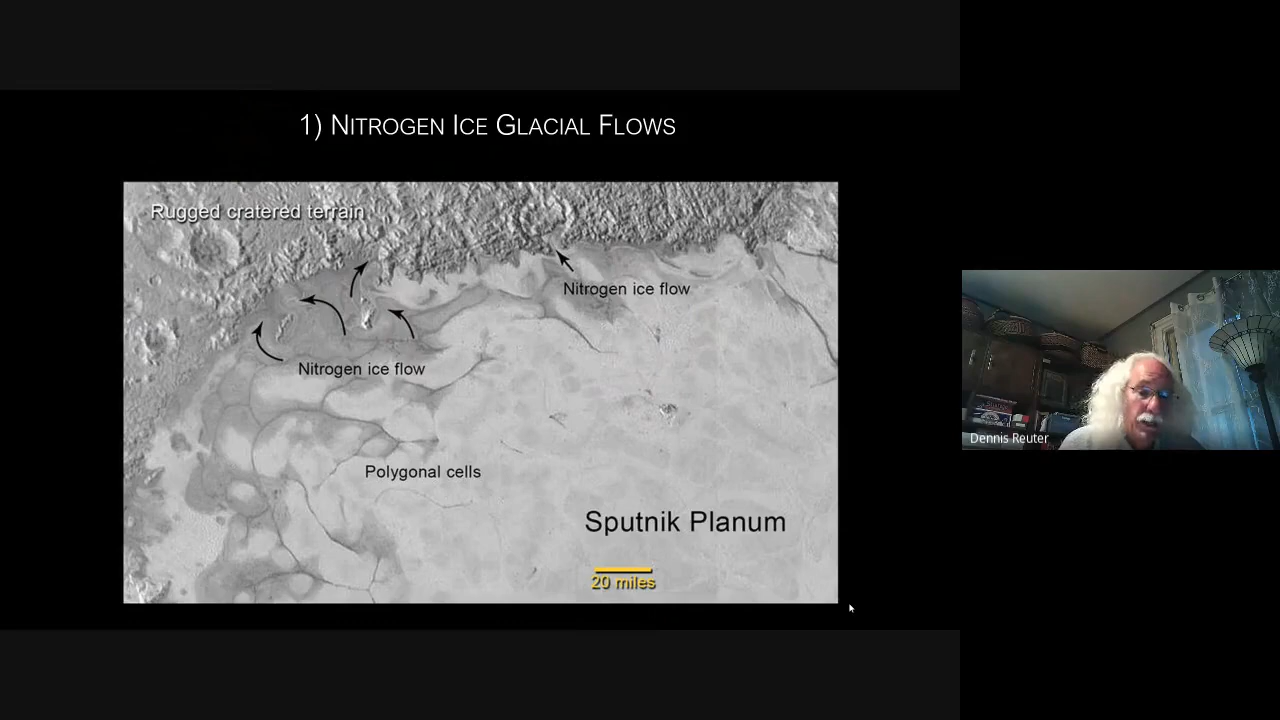 1) NITROGEN ICE GLACIAL FLOWS
Rugged cratered terrain
Nitrogen ice flow
Nitrogen ice flow
Polygonal cells
Sputnik Planum
20 miles
Dennis Reuter